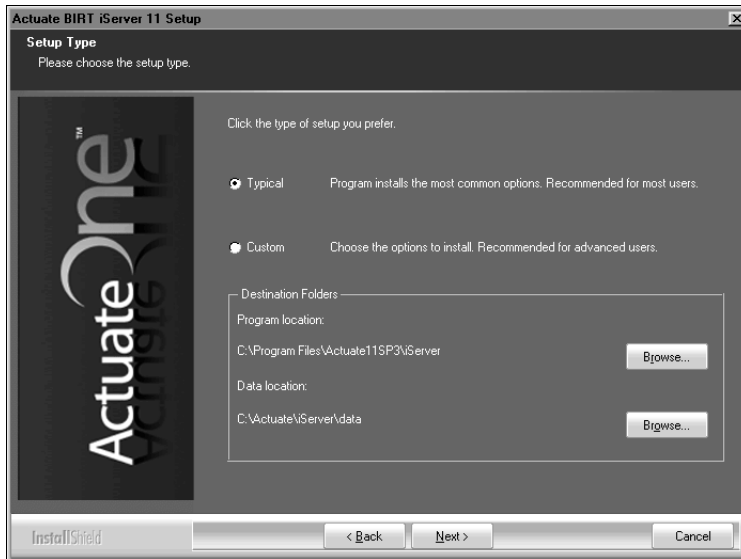 Actuate BIRT iServer 11 Setup
Setup Type
Please choose the setup type.
ActuateOne™
Click the type of setup you prefer.
Typical Program installs the most common options. Recommended for most users.
Custom Choose the options to install. Recommended for advanced users.
Destination Folders
Program location:
C:\Program Files\Actuate11SP3\iServer
Browse...
Data location:
C:\Actuate\iServer\data
Browse...
InstallShield
< Back Next > Cancel